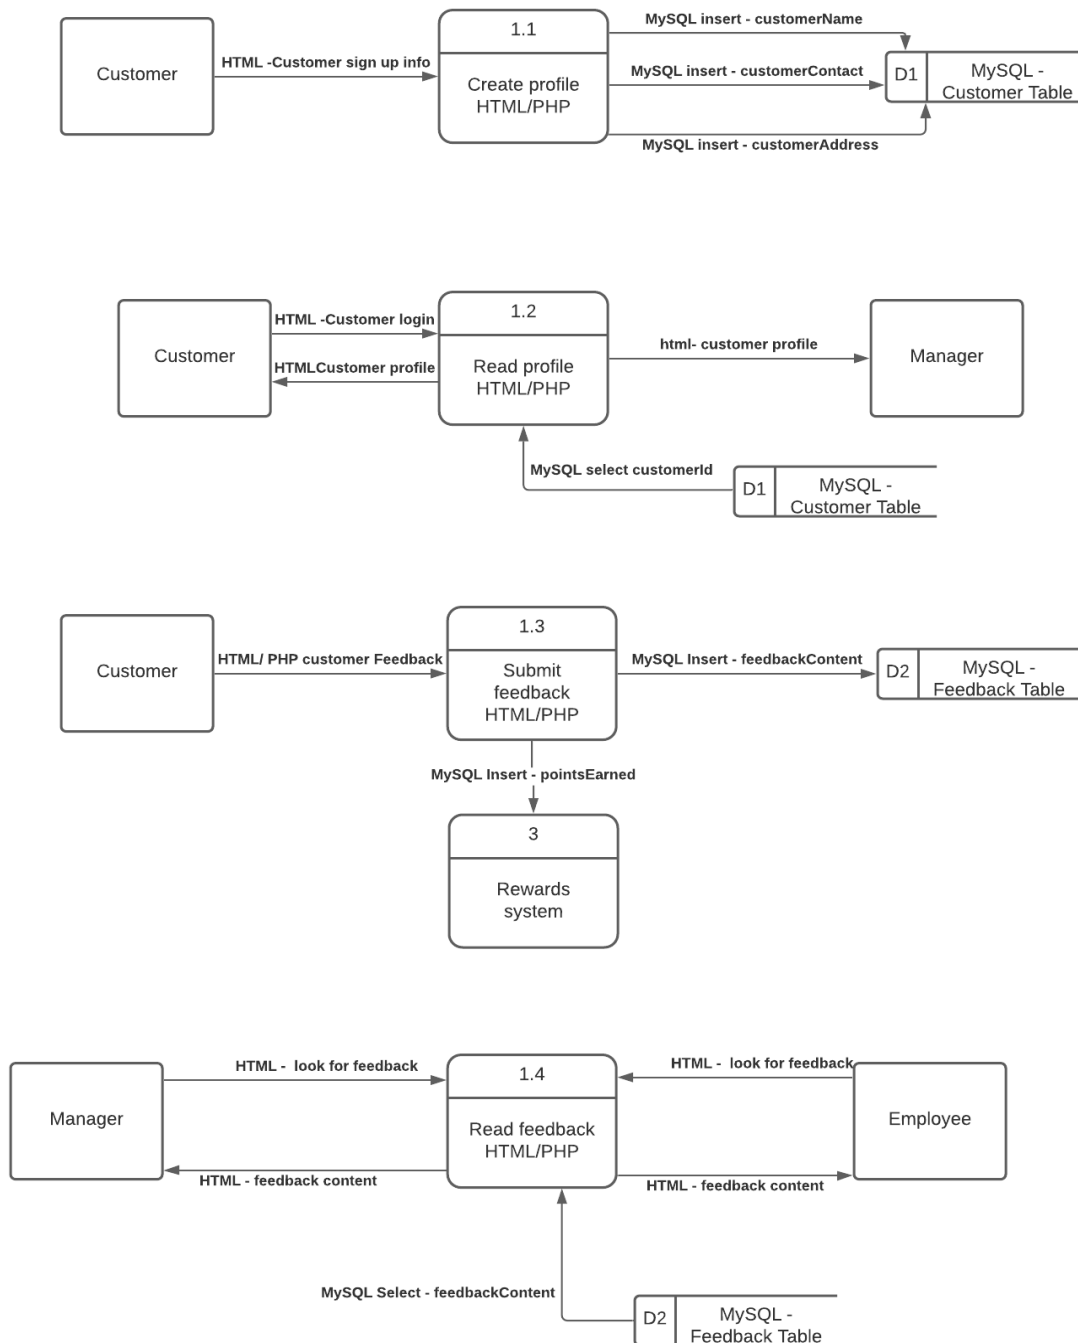 MySQL insert - customerName
1.1
Customer
HTML -Customer sign up info
Create profile
HTML/PHP
MySQL insert - customerContact
D1
MySQL -
Customer Table
MySQL insert - customerAddress
HTML -Customer login
1.2
Customer
HTMLCustomer profile
Read profile
HTML/PHP
html- customer profile
Manager
MySQL select customerId
D1
MySQL -
Customer Table
1.3
Customer
HTML/ PHP customer Feedback
Submit
feedback
HTML/PHP
MySQL Insert - feedbackContent
D2
MySQL -
Feedback Table
MySQL Insert - pointsEarned
3
Rewards
system
HTML -  look for feedback
1.4
HTML -  look for feedback
Manager
Read feedback
HTML/PHP
Employee
HTML - feedback content
HTML - feedback content
MySQL Select - feedbackContent
D2
MySQL -
Feedback Table